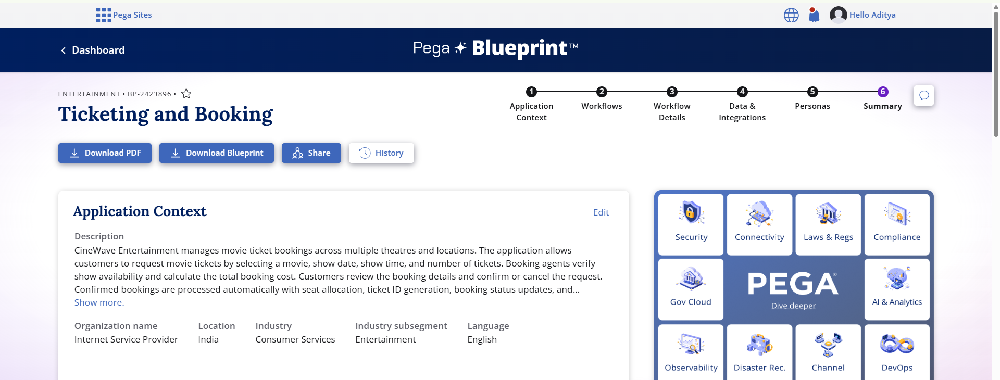 Pega Sites
Hello Aditya
Dashboard
Pega Blueprint™
ENTERTAINMENT • BP-2423896 •
Ticketing and Booking
1
2
3
4
5
6
Application Context
Workflows
Workflow Details
Data & Integrations
Personas
Summary
Download PDF
Download Blueprint
Share
History
Application Context
Edit
Description
CineWave Entertainment manages movie ticket bookings across multiple theatres and locations. The application allows
customers to request movie tickets by selecting a movie, show date, show time, and number of tickets. Booking agents verify
show availability and calculate the total booking cost. Customers review the booking details and confirm or cancel the request.
Confirmed bookings are processed automatically with seat allocation, ticket ID generation, booking status updates, and...
Show more.
Organization name
Internet Service Provider
Location
India
Industry
Consumer Services
Industry subsegment
Entertainment
Language
English
Security
Connectivity
Laws & Regs
Compliance
Gov Cloud
PEGA®
Dive deeper
AI & Analytics
Observability
Disaster Rec.
Channel
DevOps